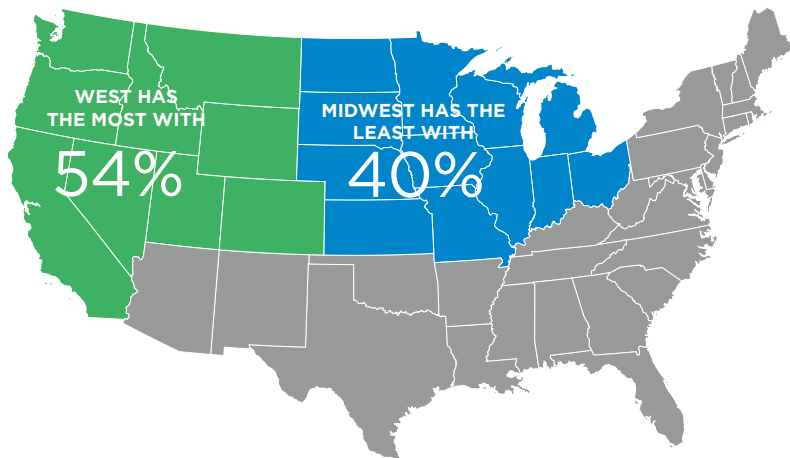 WEST HAS
THE MOST WITH
54%
MIDWEST HAS THE
LEAST WITH
40%